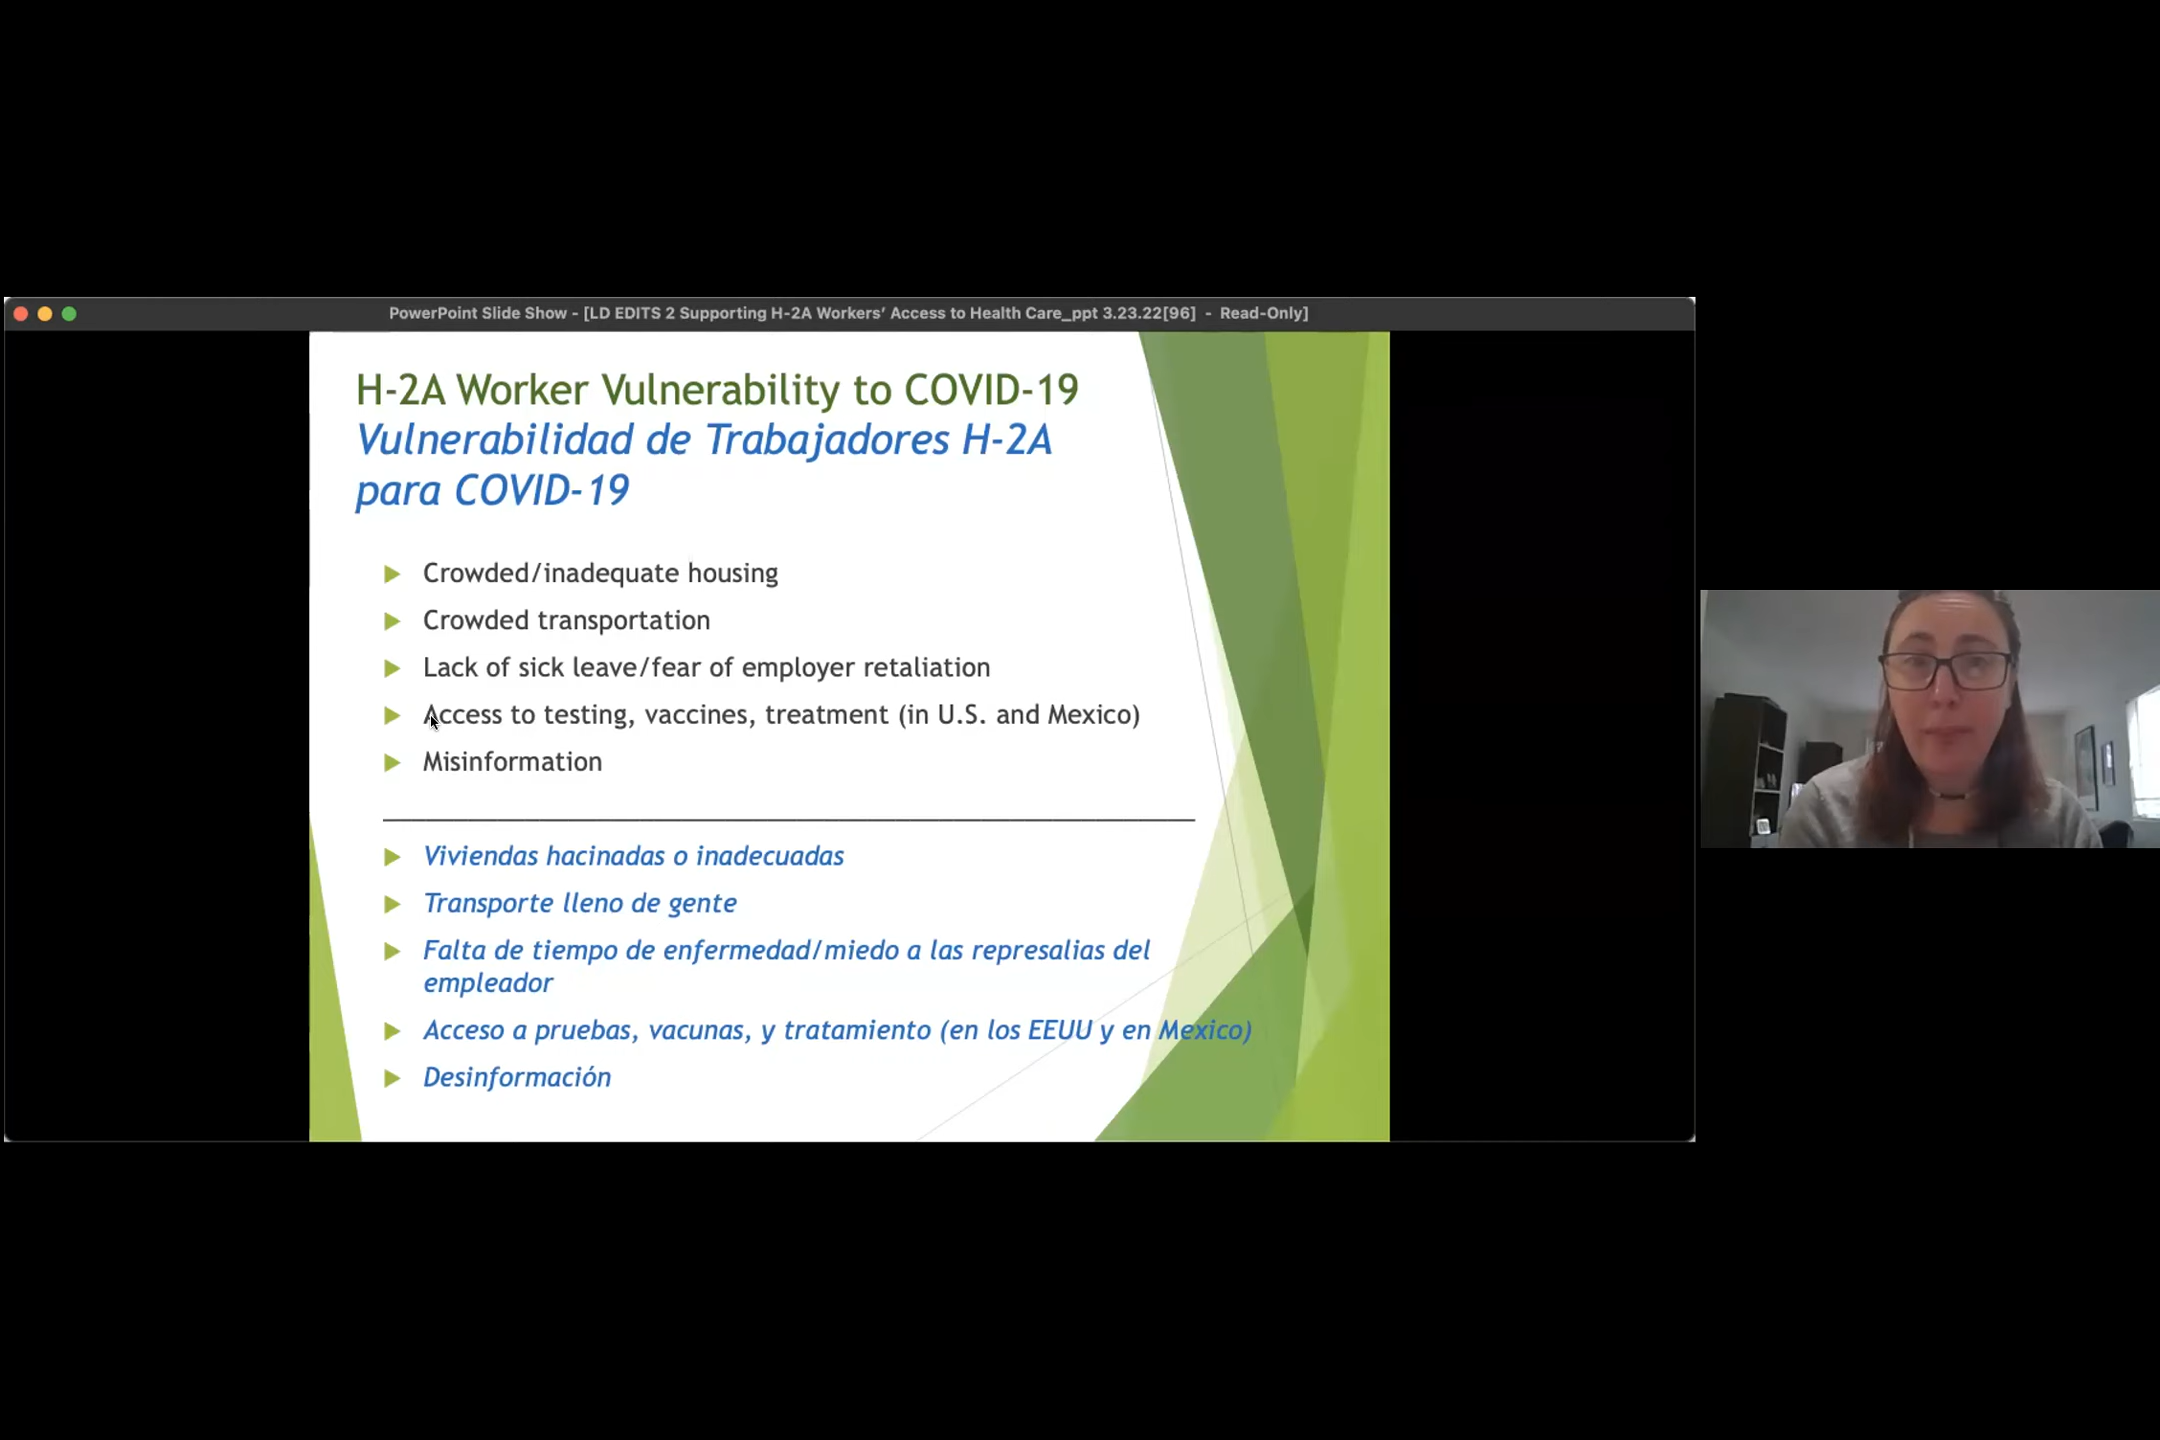 PowerPoint Slide Show - [LD EDITS 2 Supporting H-2A Workers’ Access to Health Care_ppt 3.23.22[96] - Read-Only]
H-2A Worker Vulnerability to COVID-19
Vulnerabilidad de Trabajadores H-2A
para COVID-19
Crowded/inadequate housing
Crowded transportation
Lack of sick leave/fear of employer retaliation
Access to testing, vaccines, treatment (in U.S. and Mexico)
Misinformation
Viviendas hacinadas o inadecuadas
Transporte lleno de gente
Falta de tiempo de enfermedad/miedo a las represalias del
empleador
Acceso a pruebas, vacunas, y tratamiento (en los EEUU y en Mexico)
Desinformación